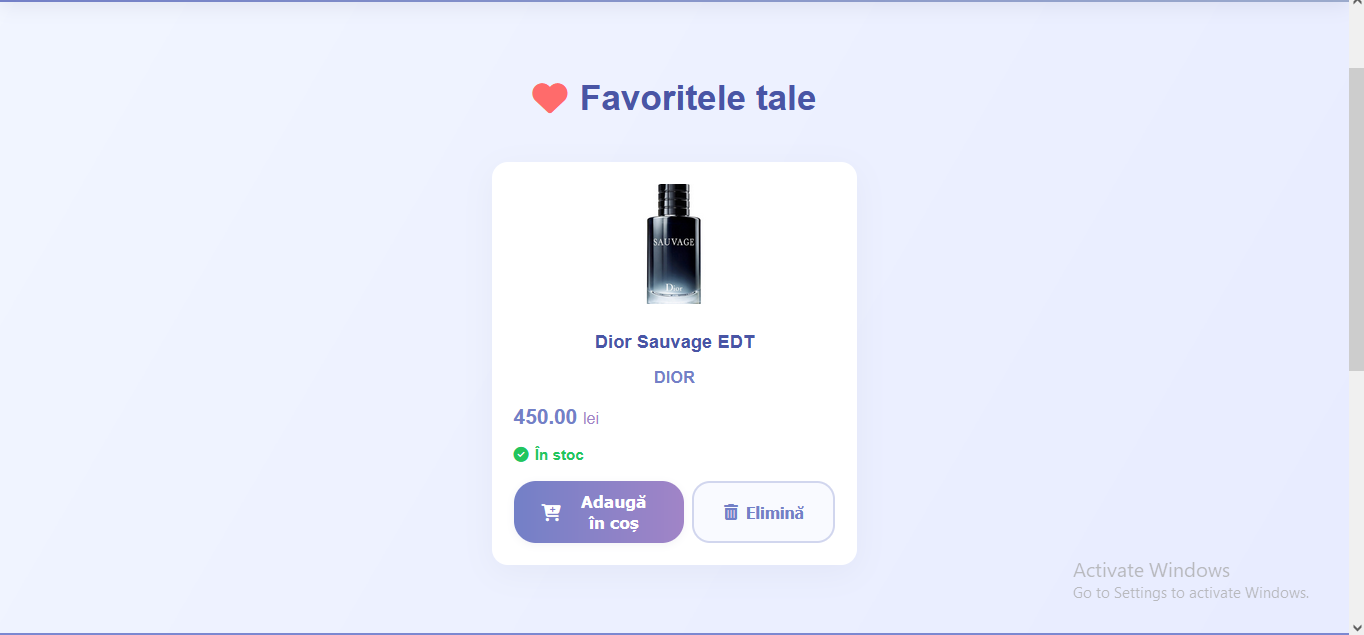 Favoritele tale
SAUVAGE
Dior
Dior Sauvage EDT
DIOR
450.00 lei
În stoc
Adaugă
în coș
Elimină
Activate Windows
Go to Settings to activate Windows.